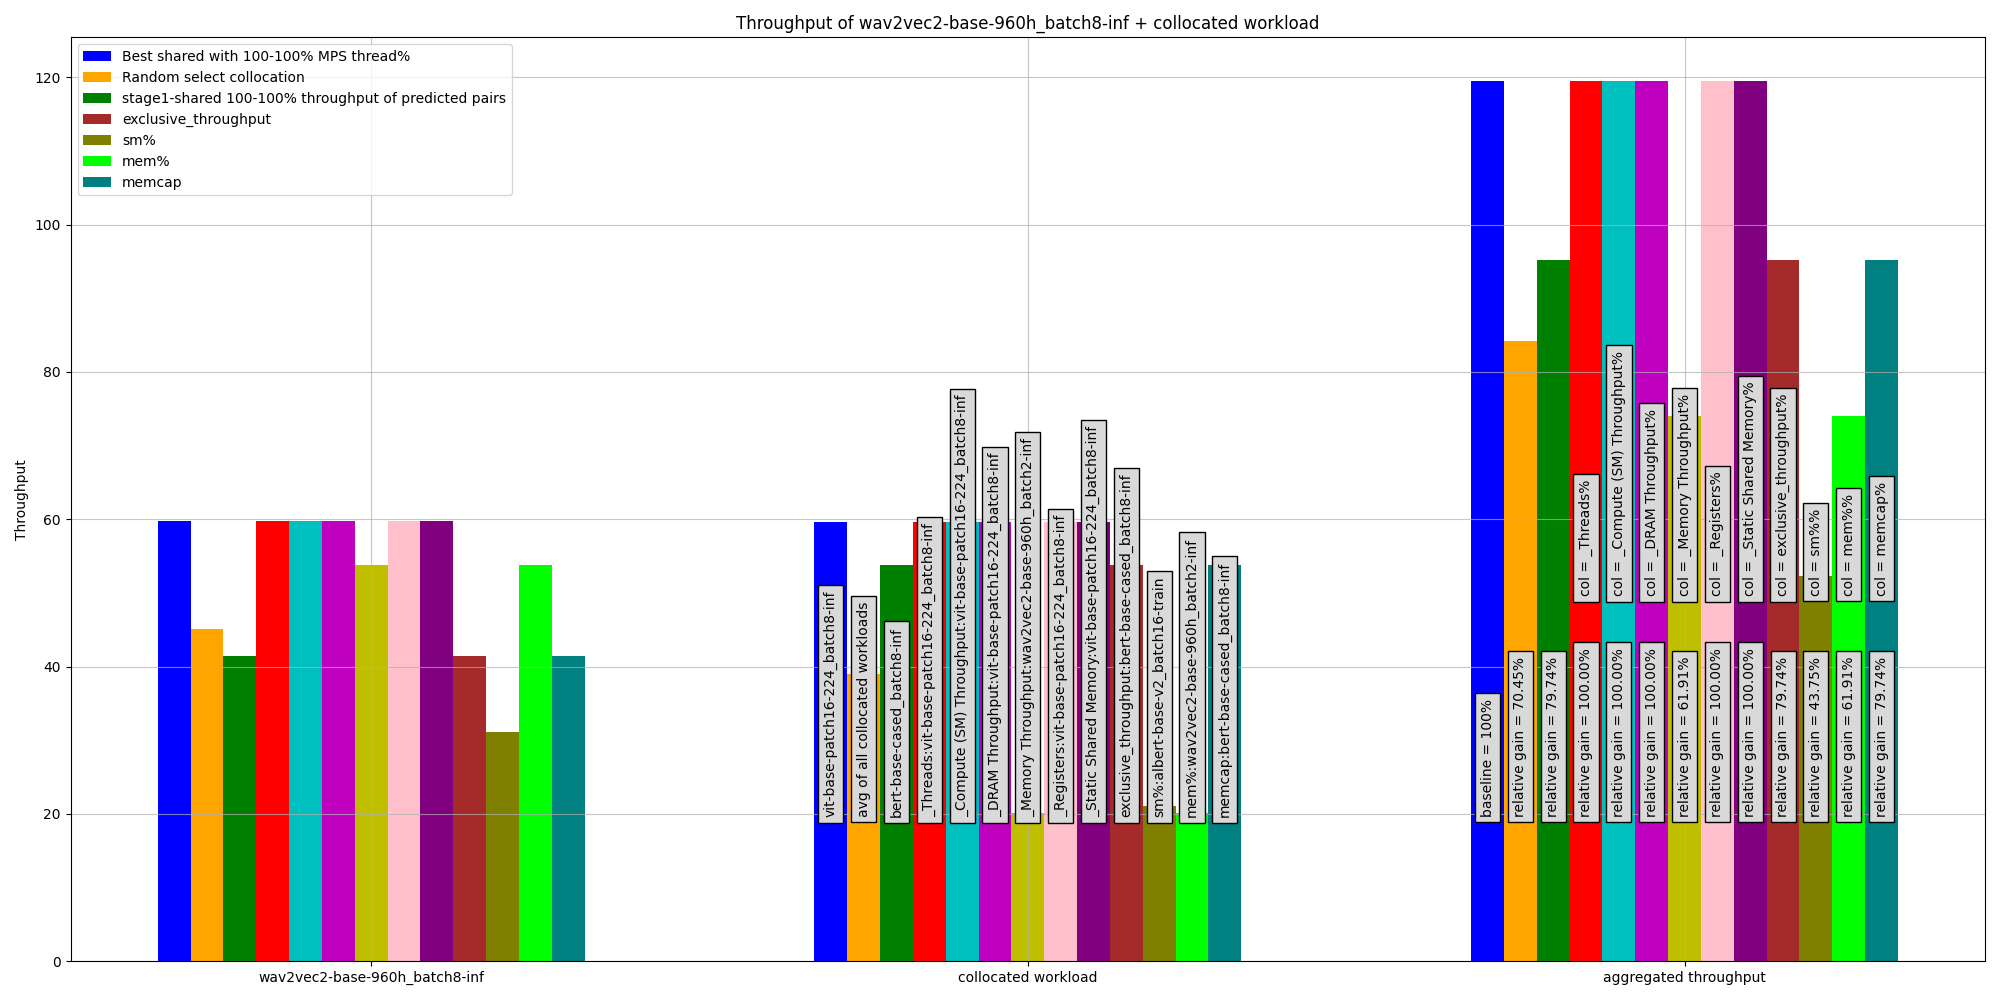 Throughput of wav2vec2-base-960h_batch8-inf + collocated workload
Best shared with 100-100% MPS thread%
Random select collocation
stage1-shared 100-100% throughput of predicted pairs
exclusive_throughput
sm%
mem%
memcap
Throughput
120
100
80
60
40
20
0
vit-base-patch16-224_batch8-inf
avg of all collocated workloads
bert-base-cased_batch8-inf
_Threads:vit-base-patch16-224_batch8-inf
_Compute (SM) Throughput:vit-base-patch16-224_batch8-inf
_DRAM Throughput:vit-base-patch16-224_batch8-inf
_Memory Throughput:wav2vec2-base-960h_batch2-inf
_Registers:vit-base-patch16-224_batch8-inf
_Static Shared Memory:vit-base-patch16-224_batch8-inf
exclusive_throughput:bert-base-cased_batch8-inf
sm%:albert-base-v2_batch16-train
mem%:wav2vec2-base-960h_batch2-inf
memcap:bert-base-cased_batch8-inf
col = _Threads%
col = _Compute (SM) Throughput%
col = _DRAM Throughput%
col = _Memory Throughput%
col = _Registers%
col = _Static Shared Memory%
col = exclusive_throughput%
col = sm%%
col = mem%%
col = memcap%
baseline = 100%
relative gain = 70.45%
relative gain = 79.74%
relative gain = 100.00%
relative gain = 100.00%
relative gain = 100.00%
relative gain = 61.91%
relative gain = 100.00%
relative gain = 100.00%
relative gain = 79.74%
relative gain = 43.75%
relative gain = 61.91%
relative gain = 79.74%
wav2vec2-base-960h_batch8-inf
collocated workload
aggregated throughput